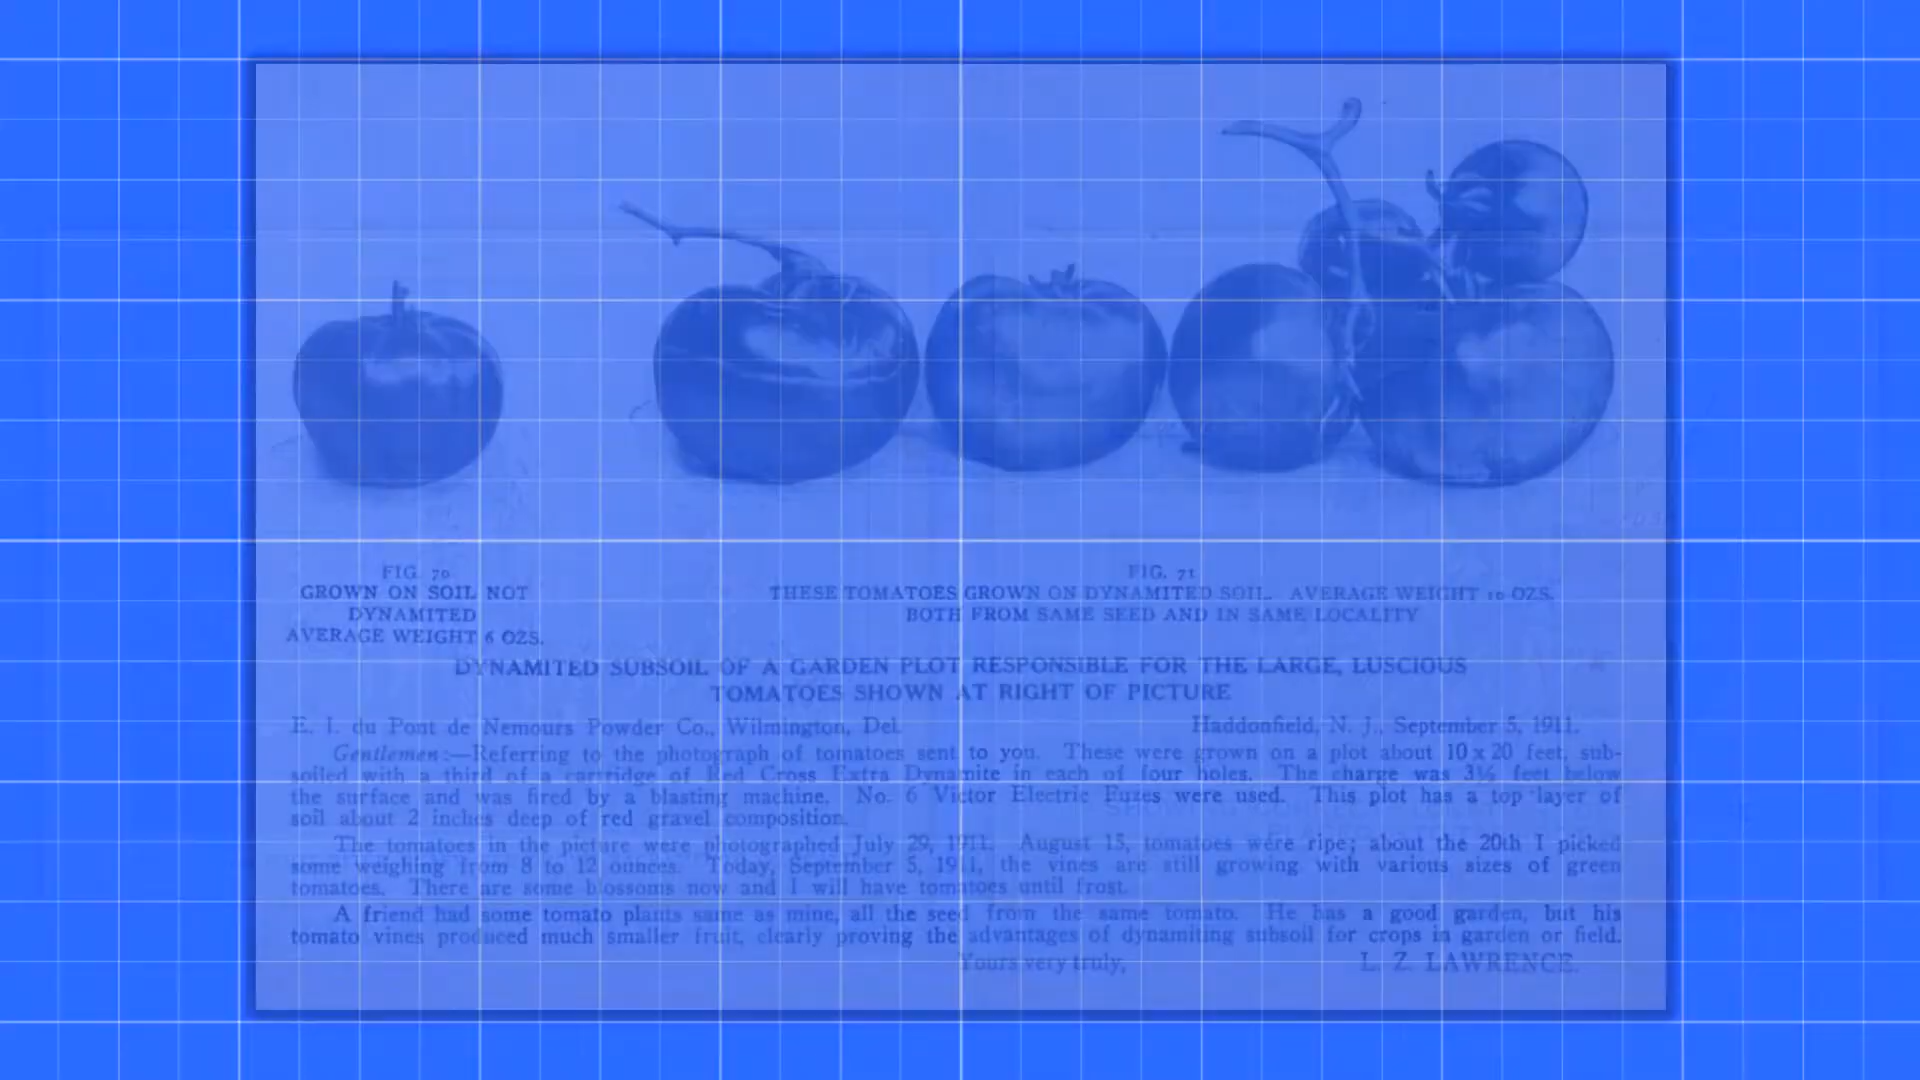 FIG. 70
GROWN ON SOIL NOT
DYNAMITED
AVERAGE WEIGHT 6 OZS.
FIG. 71
THESE TOMATOES GROWN ON DYNAMITED SOIL. AVERAGE WEIGHT 10 OZS.
BOTH FROM SAME SEED AND IN SAME LOCALITY
DYNAMITED SUBSOIL OF A GARDEN PLOT RESPONSIBLE FOR THE LARGE, LUSCIOUS
TOMATOES SHOWN AT RIGHT OF PICTURE
E. I. du Pont de Nemours Powder Co., Wilmington, Del. Haddonfield, N. J., September 5, 1911.
Gentlemen:—Referring to the photograph of tomatoes sent to you. These were grown on a plot about 10 x 20 feet, sub-
soiled with a third of a cartridge of Red Cross Extra Dynamite in each of four holes. The charge was 3½ feet below
the surface and was fired by a blasting machine. No. 6 Victor Electric Fuzes were used. This plot has a top layer of
soil about 2 inches deep of red gravel composition.
The tomatoes in the picture were photographed July 29, 1911. August 15, tomatoes were ripe; about the 20th I picked
some weighing from 8 to 12 ounces. Today, September 5, 1911, the vines are still growing with various sizes of green
tomatoes. There are some blossoms now and I will have tomatoes until frost.
A friend had some tomato plants same as mine, all the seed from the same tomato. He has a good garden, but his
tomato vines produced much smaller fruit, clearly proving the advantages of dynamiting subsoil for crops in garden or field.
Yours very truly, L. Z. LAWRENCE.